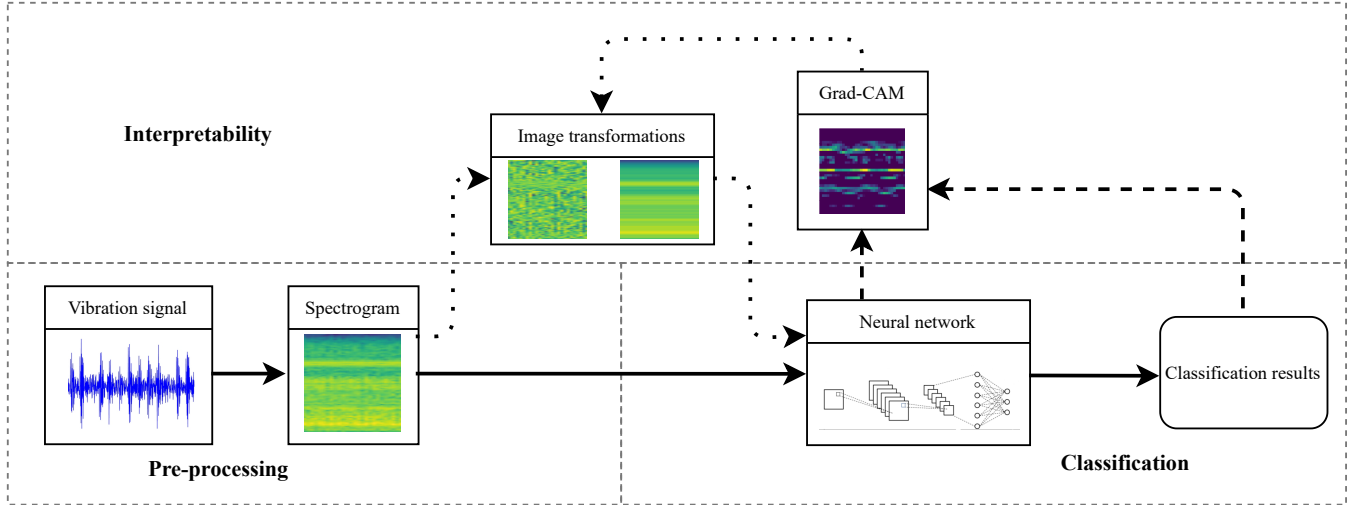 Grad-CAM
Interpretability
Image transformations
Vibration signal
Spectrogram
Neural network
Classification results
Pre-processing
Classification